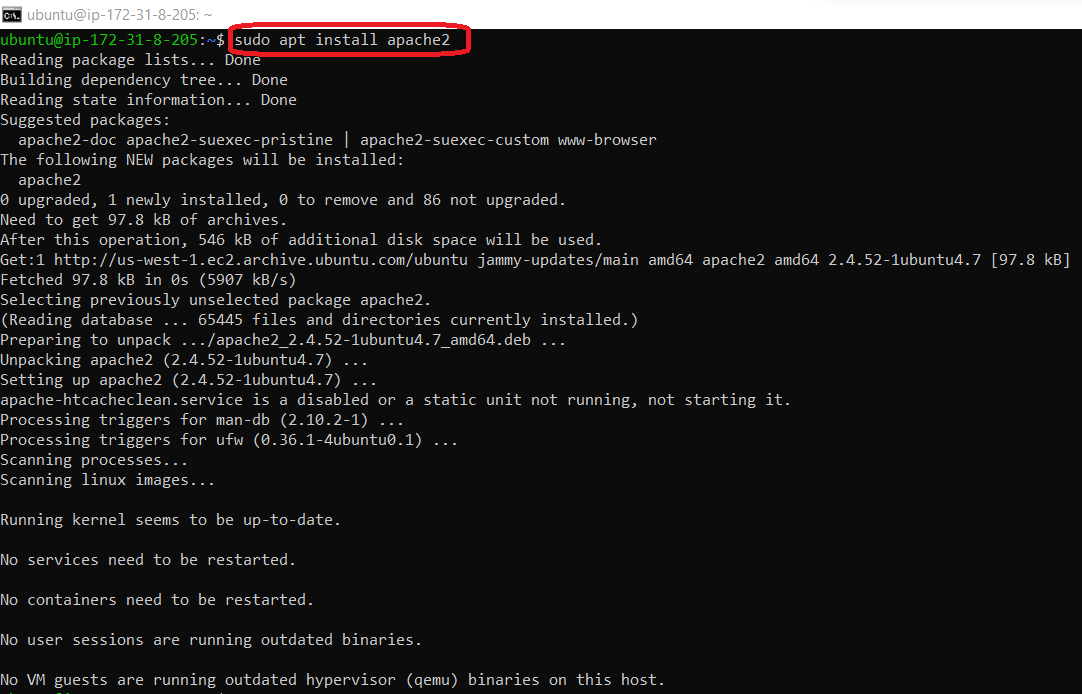 ubuntu@ip-172-31-8-205: ~
ubuntu@ip-172-31-8-205:~$ sudo apt install apache2
Reading package lists... Done
Building dependency tree... Done
Reading state information... Done
Suggested packages:
  apache2-doc apache2-suexec-pristine | apache2-suexec-custom www-browser
The following NEW packages will be installed:
  apache2
0 upgraded, 1 newly installed, 0 to remove and 86 not upgraded.
Need to get 97.8 kB of archives.
After this operation, 546 kB of additional disk space will be used.
Get:1 http://us-west-1.ec2.archive.ubuntu.com/ubuntu jammy-updates/main amd64 apache2 amd64 2.4.52-1ubuntu4.7 [97.8 kB]
Fetched 97.8 kB in 0s (5907 kB/s)
Selecting previously unselected package apache2.
(Reading database ... 65445 files and directories currently installed.)
Preparing to unpack .../apache2_2.4.52-1ubuntu4.7_amd64.deb ...
Unpacking apache2 (2.4.52-1ubuntu4.7) ...
Setting up apache2 (2.4.52-1ubuntu4.7) ...
apache-htcacheclean.service is a disabled or a static unit not running, not starting it.
Processing triggers for man-db (2.10.2-1) ...
Processing triggers for ufw (0.36.1-4ubuntu0.1) ...
Scanning processes...
Scanning linux images...
Running kernel seems to be up-to-date.
No services need to be restarted.
No containers need to be restarted.
No user sessions are running outdated binaries.
No VM guests are running outdated hypervisor (qemu) binaries on this host.